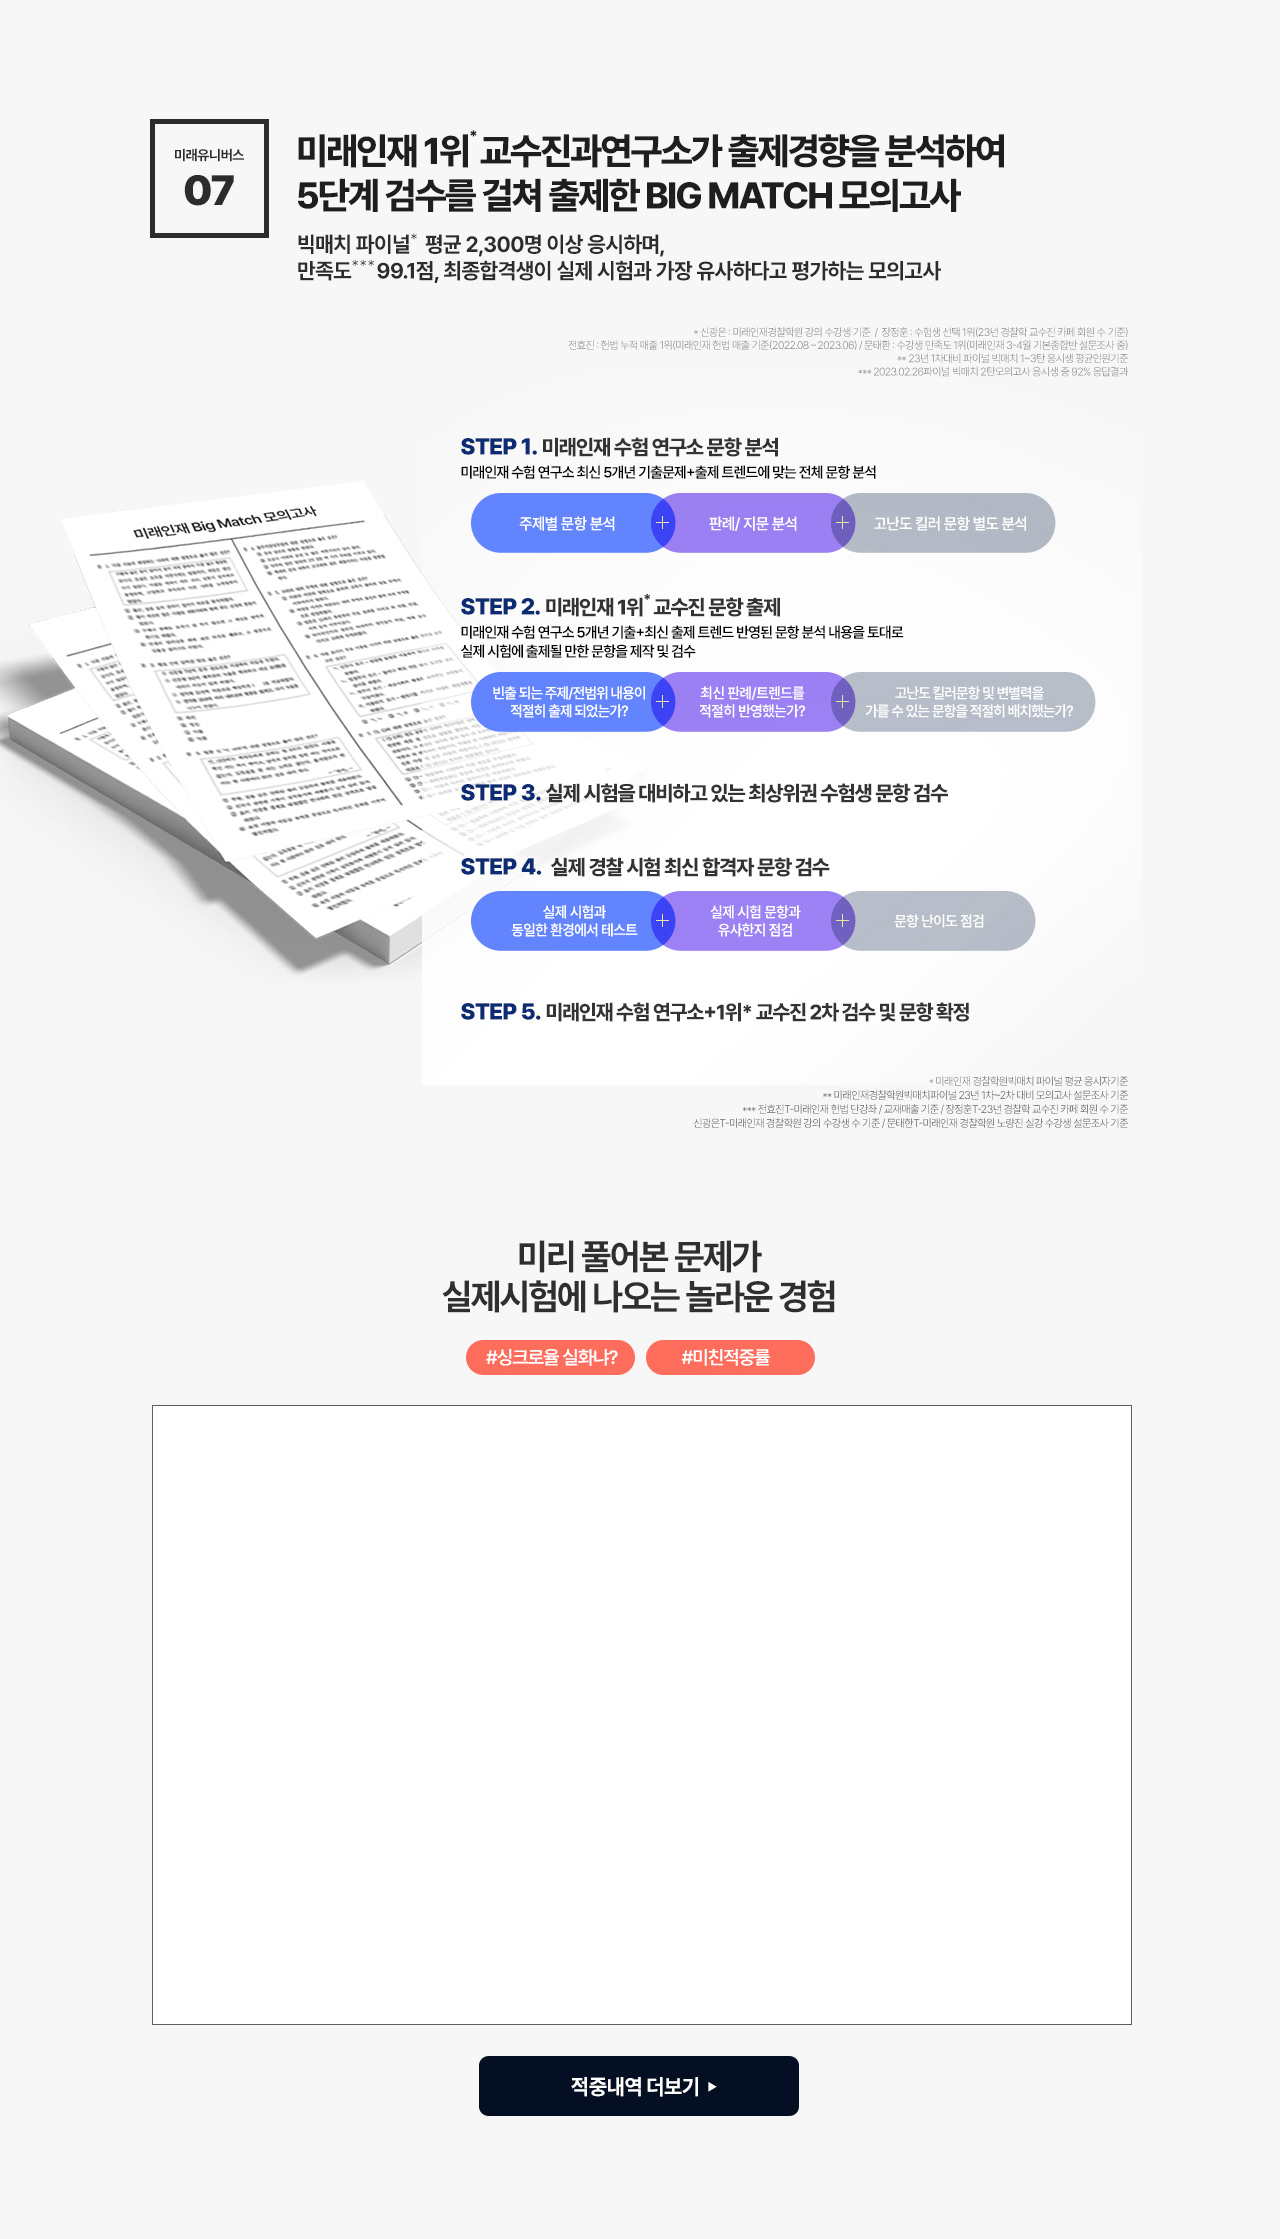 미래유니버스
07
미래인재 1위* 교수진과연구소가 출제경향을 분석하여
5단계 검수를 걸쳐 출제한 BIG MATCH 모의고사
빅매치 파이널* 평균 2,300명 이상 응시하며,
만족도*** 99.1점, 최종합격생이 실제 시험과 가장 유사하다고 평가하는 모의고사
* 신광은 : 미래인재경찰학원 강의 수강생 기준 / 장정훈 : 수험생 선택 1위(23년 경찰학 교수진 카페 회원 수 기준)
전효진 : 헌법 누적 매출 1위(미래인재 헌법 매출 기준(2022.08 ~ 2023.06) / 문태환 : 수강생 만족도 1위(미래인재 3-4월 기본종합반 설문조사 중)
** 23년 1차대비 파이널 빅매치 1~3탄 응시생 평균인원기준
*** 2023.02.26파이널 빅매치 2탄모의고사 응시생 중 92% 응답결과
STEP 1. 미래인재 수험 연구소 문항 분석
미래인재 수험 연구소 최신 5개년 기출문제+출제 트렌드에 맞는 전체 문항 분석
주제별 문항 분석 + 판례/ 지문 분석 + 고난도 킬러 문항 별도 분석
미래인재 Big Match 모의고사
STEP 2. 미래인재 1위* 교수진 문항 출제
미래인재 수험 연구소 5개년 기출+최신 출제 트렌드 반영된 문항 분석 내용을 토대로
실제 시험에 출제될 만한 문항을 제작 및 검수
빈출 되는 주제/전범위 내용이
적절히 출제 되었는가?
+
최신 판례/트렌드를
적절히 반영했는가?
+
고난도 킬러문항 및 변별력을
가를 수 있는 문항을 적절히 배치했는가?
STEP 3. 실제 시험을 대비하고 있는 최상위권 수험생 문항 검수
STEP 4. 실제 경찰 시험 최신 합격자 문항 검수
실제 시험과
동일한 환경에서 테스트
+
실제 시험 문항과
유사한지 점검
+
문항 난이도 점검
STEP 5. 미래인재 수험 연구소+1위* 교수진 2차 검수 및 문항 확정
* 미래인재 경찰학원빅매치 파이널 평균 응시자기준
** 미래인재경찰학원빅매치파이널 23년 1차~2차 대비 모의고사 설문조사 기준
*** 전효진T-미래인재 헌법 단강좌 / 교재매출 기준 / 장정훈T-23년 경찰학 교수진 카페 회원 수 기준
신광은T-미래인재 경찰학원 강의 수강생 수 기준 / 문태한T-미래인재 경찰학원 노량진 실강 수강생 설문조사 기준
미리 풀어본 문제가
실제시험에 나오는 놀라운 경험
#싱크로율 실화냐? #미친적중률
적중내역 더보기 ▶